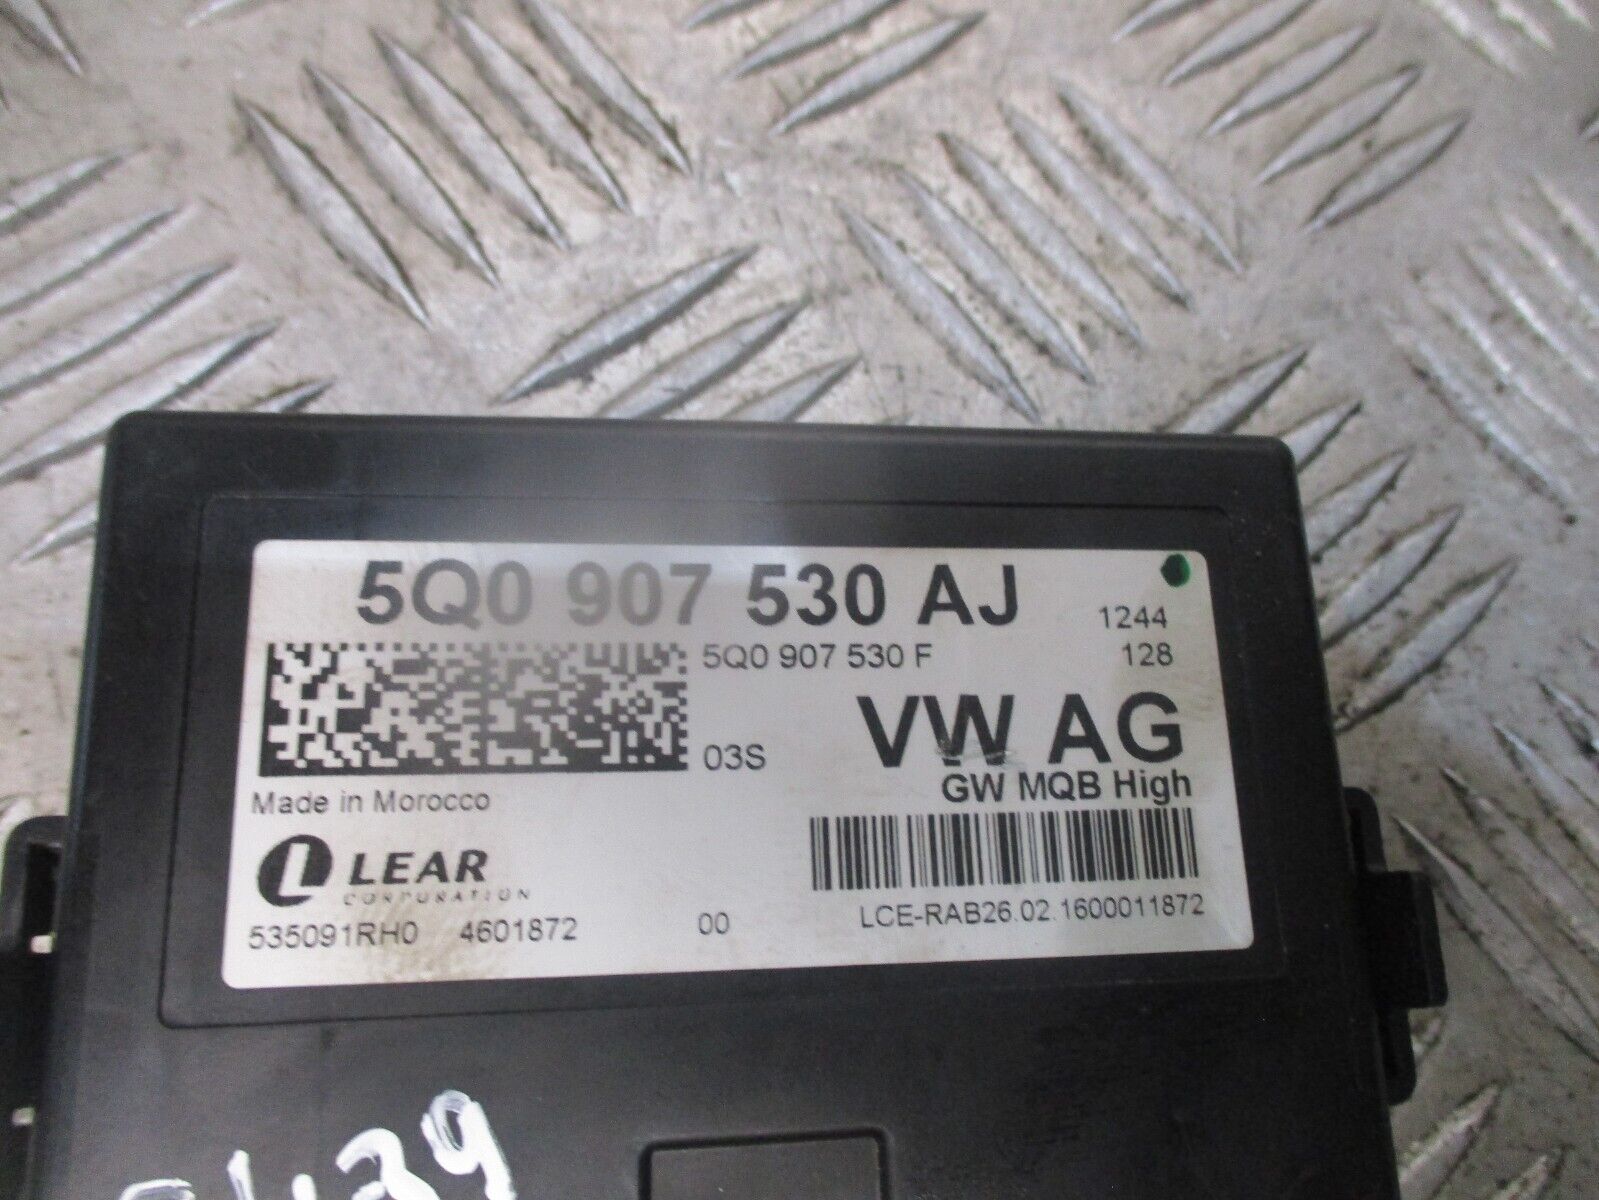 5Q0 907 530 AJ
1244
5Q0 907 530 F
128
VW AG
03S
GW MQB High
Made in Morocco
LEAR
CORPORATION
535091RH0 4601872 00 LCE-RAB26.02.1600011872